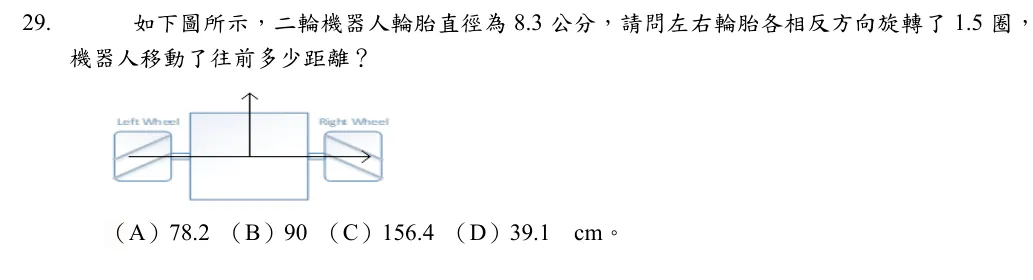 29. 如下圖所示，二輪機器人輪胎直徑為 8.3 公分，請問左右輪胎各相反方向旋轉了 1.5 圈，
機器人移動了往前多少距離？
Left Wheel Right Wheel
（A）78.2 （B）90 （C）156.4 （D）39.1 cm。